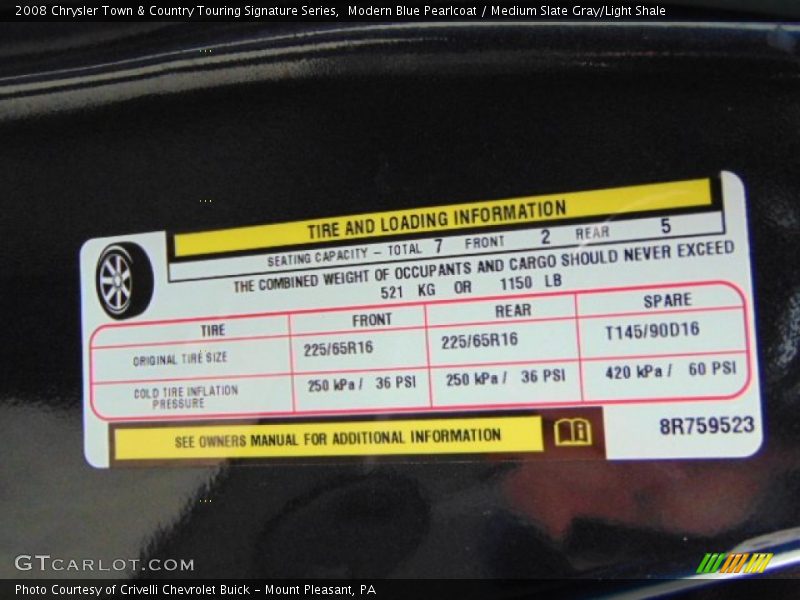 2008 Chrysler Town & Country Touring Signature Series,  Modern Blue Pearlcoat / Medium Slate Gray/Light Shale
TIRE AND LOADING INFORMATION
SEATING CAPACITY – TOTAL 7 FRONT 2 REAR 5
THE COMBINED WEIGHT OF OCCUPANTS AND CARGO SHOULD NEVER EXCEED
521 KG OR 1150 LB
TIRE FRONT REAR SPARE
ORIGINAL TIRE SIZE 225/65R16 225/65R16 T145/90D16
COLD TIRE INFLATION PRESSURE 250 kPa / 36 PSI 250 kPa / 36 PSI 420 kPa / 60 PSI
SEE OWNERS MANUAL FOR ADDITIONAL INFORMATION
8R759523
GTCARLOT.COM
Photo Courtesy of Crivelli Chevrolet Buick – Mount Pleasant, PA